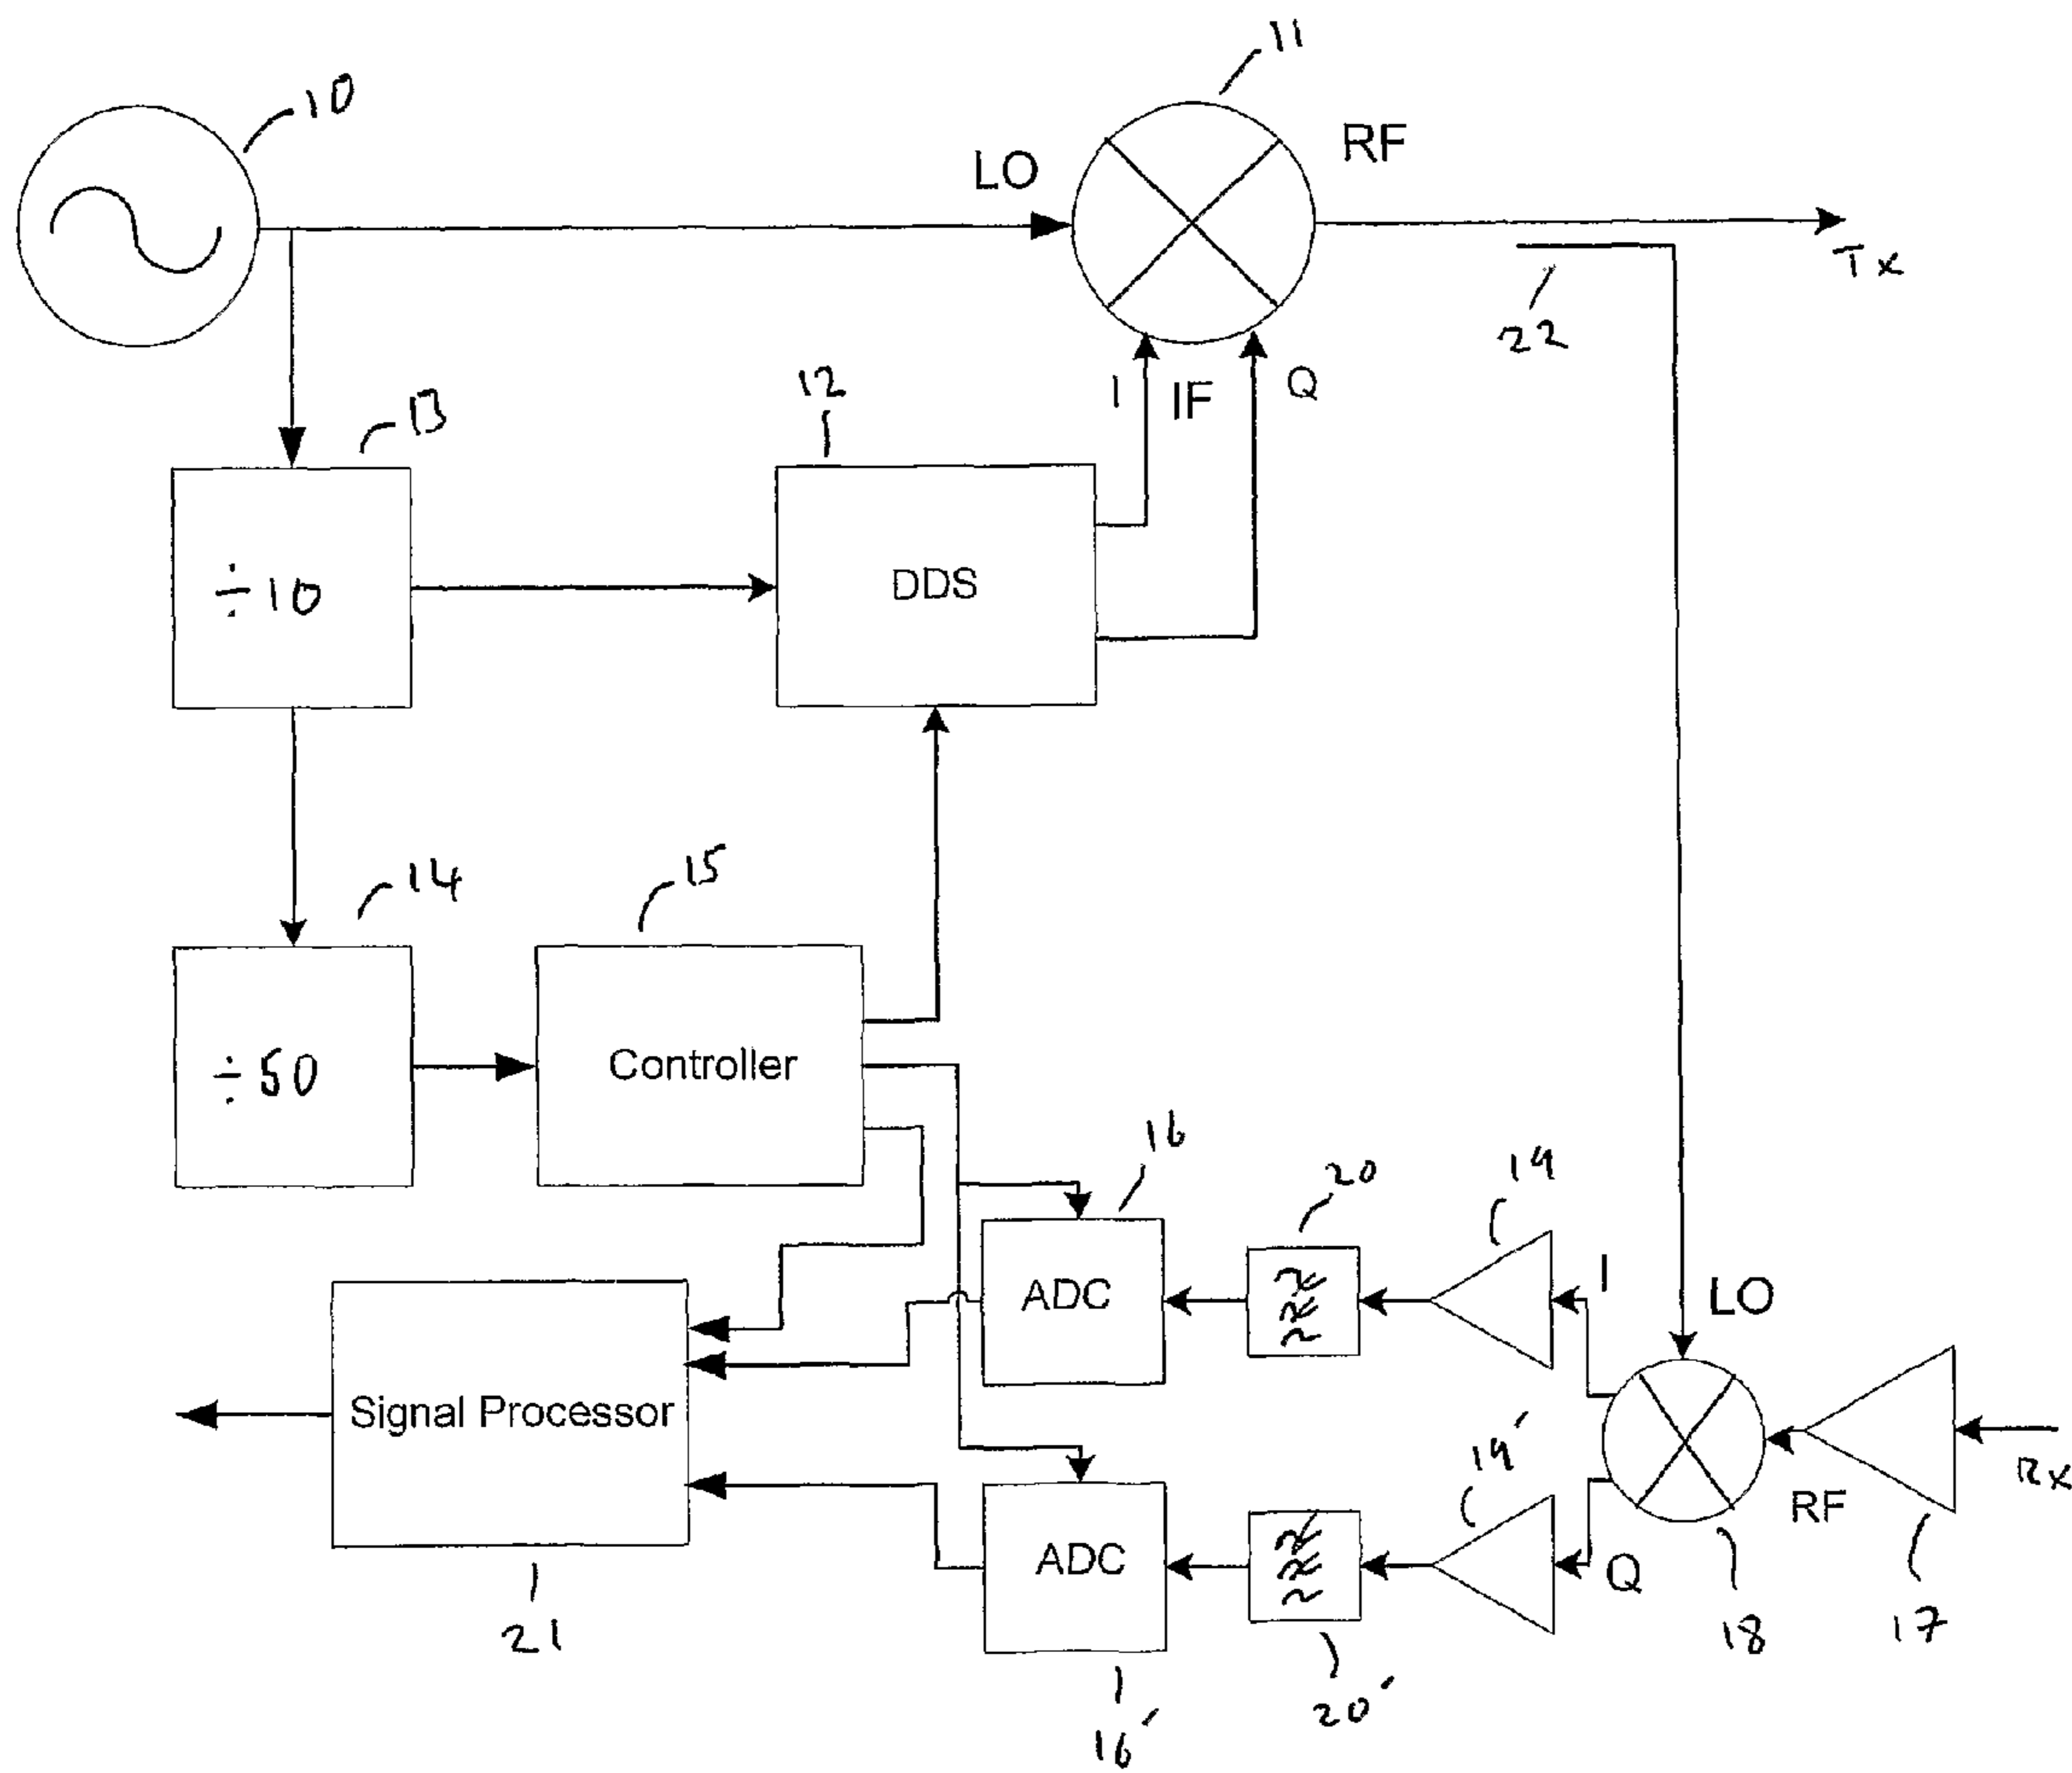 11
10
LO
RF
Tx
22
12
I
IF
Q
13
÷10
DDS
14
15
÷50
Controller
16
20
19
I
LO
ADC
Signal Processor
19'
RF
Rx
ADC
Q
21
16'
20'
18
17